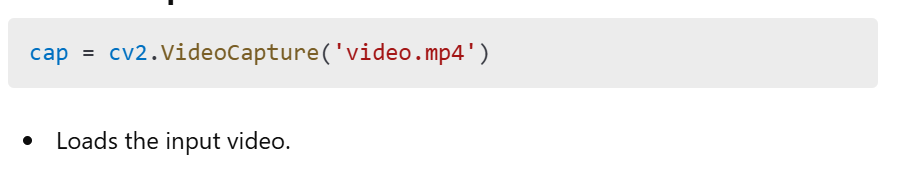 cap = cv2.VideoCapture('video.mp4')
• Loads the input video.